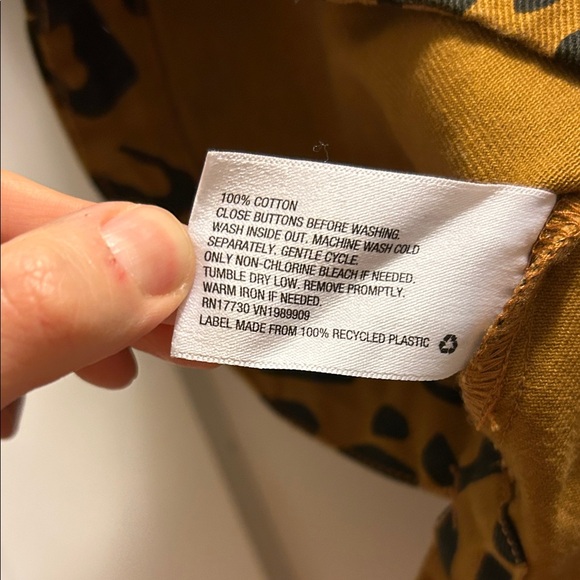 100% COTTON
CLOSE BUTTONS BEFORE WASHING.
WASH INSIDE OUT. MACHINE WASH COLD
SEPARATELY, GENTLE CYCLE.
ONLY NON-CHLORINE BLEACH IF NEEDED.
TUMBLE DRY LOW. REMOVE PROMPTLY.
WARM IRON IF NEEDED.
RN17730 VN1989909
LABEL MADE FROM 100% RECYCLED PLASTIC